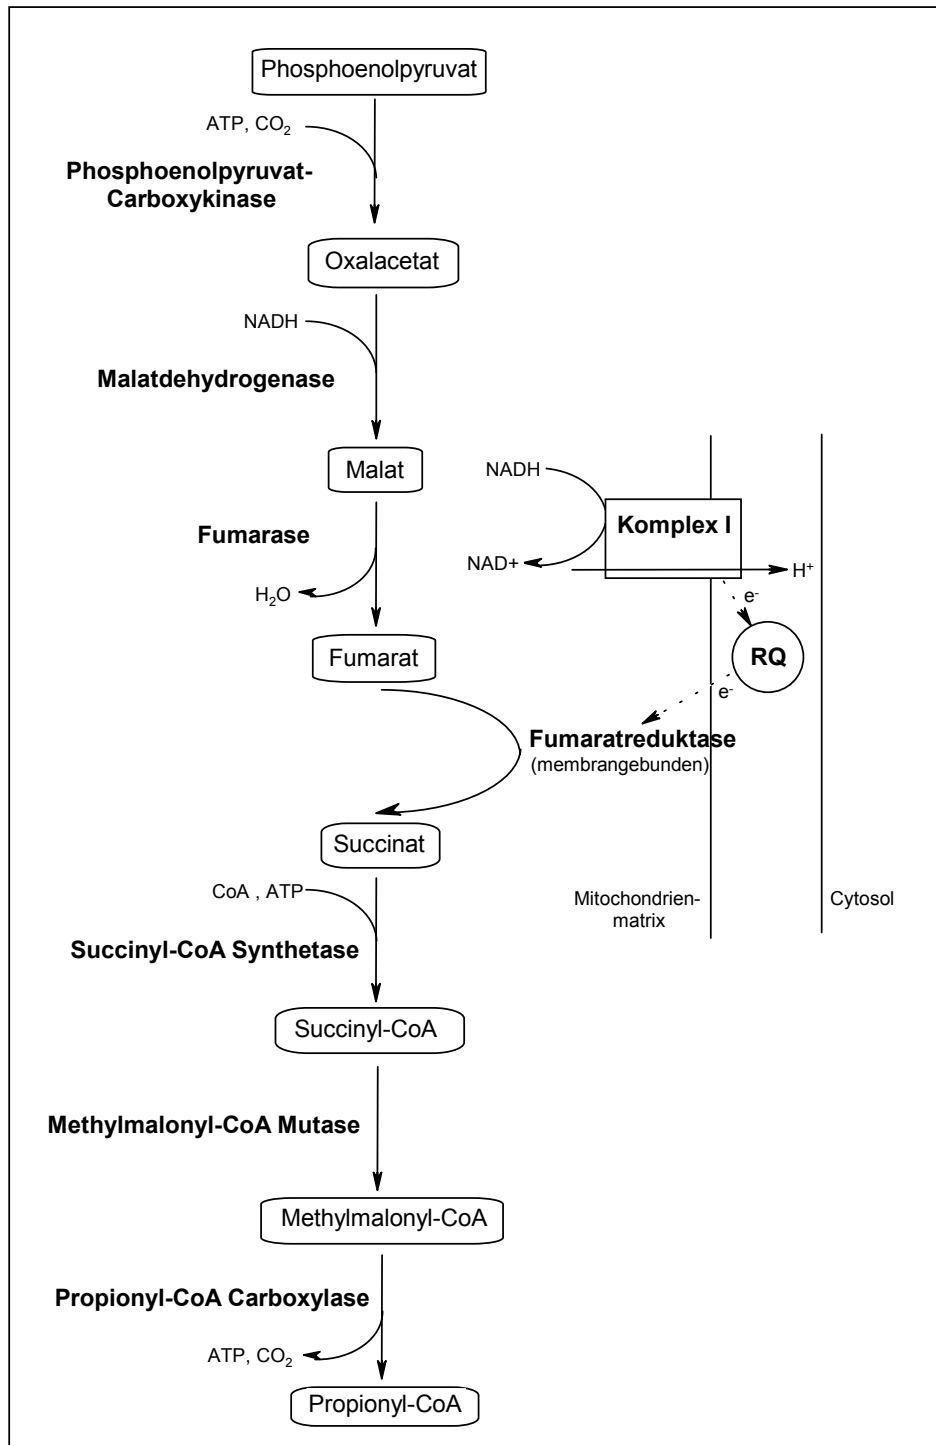 Phosphoenolpyruvat
ATP, CO₂
Phosphoenolpyruvat-
Carboxykinase
Oxalacetat
NADH
Malatdehydrogenase
Malat
NADH
Komplex I
Fumarase
NAD+
H⁺
H₂O
e⁻
Fumarat
RQ
e⁻
Fumaratreduktase
(membrangebunden)
Succinat
CoA , ATP
Mitochondrien-
matrix
Cytosol
Succinyl-CoA Synthetase
Succinyl-CoA
Methylmalonyl-CoA Mutase
Methylmalonyl-CoA
Propionyl-CoA Carboxylase
ATP, CO₂
Propionyl-CoA